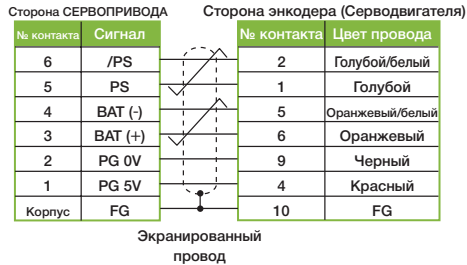 Сторона СЕРВОПРИВОДА Сторона энкодера (Серводвигателя)
№ контакта Сигнал № контакта Цвет провода
6 /PS 2 Голубой/белый
5 PS 1 Голубой
4 BAT (-) 5 Оранжевый/белый
3 BAT (+) 6 Оранжевый
2 PG 0V 9 Черный
1 PG 5V 4 Красный
Корпус FG 10 FG
Экранированный
провод